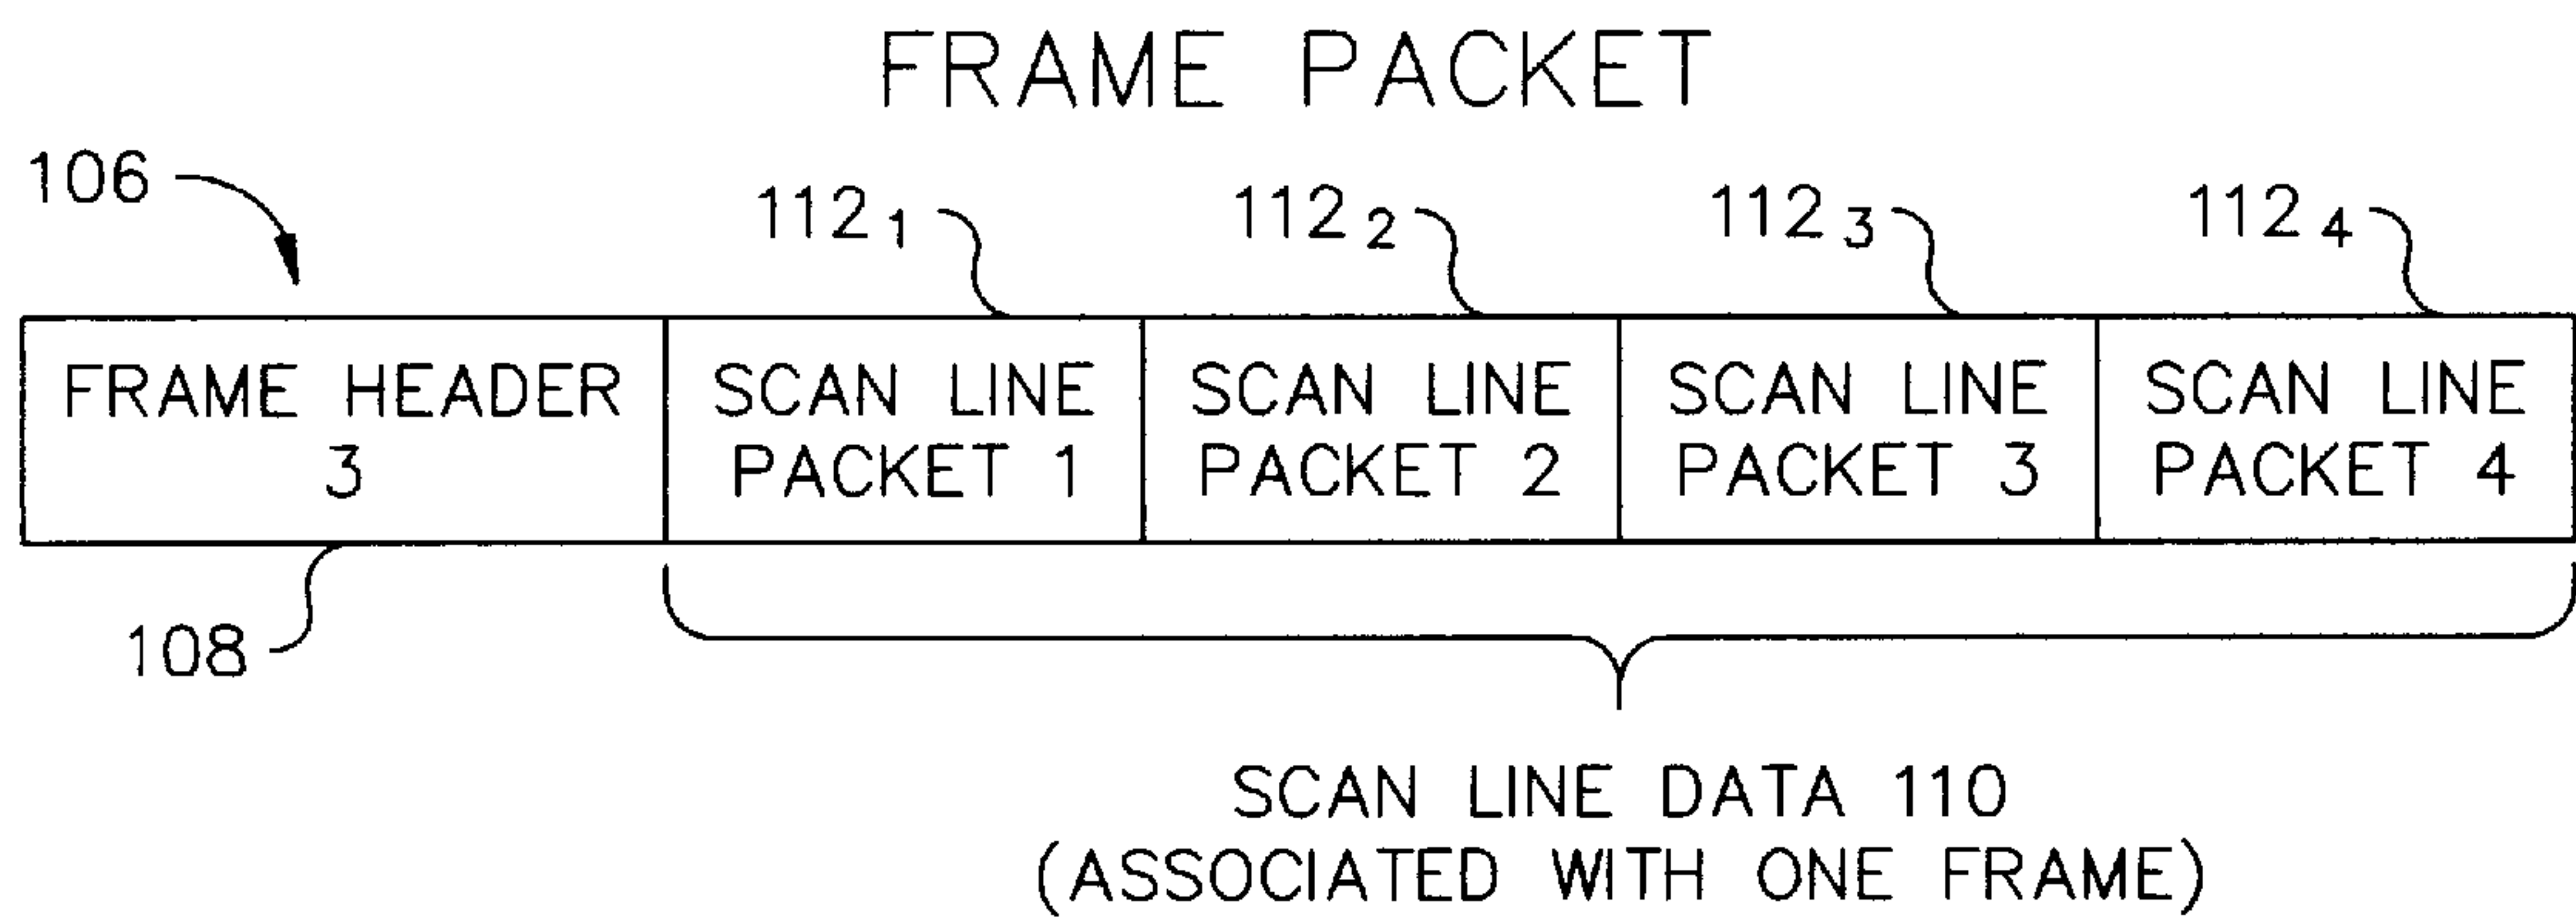 FRAME PACKET
106
112 1
112 2
112 3
112 4
FRAME HEADER
3
SCAN LINE
PACKET 1
SCAN LINE
PACKET 2
SCAN LINE
PACKET 3
SCAN LINE
PACKET 4
108
SCAN LINE DATA 110
(ASSOCIATED WITH ONE FRAME)